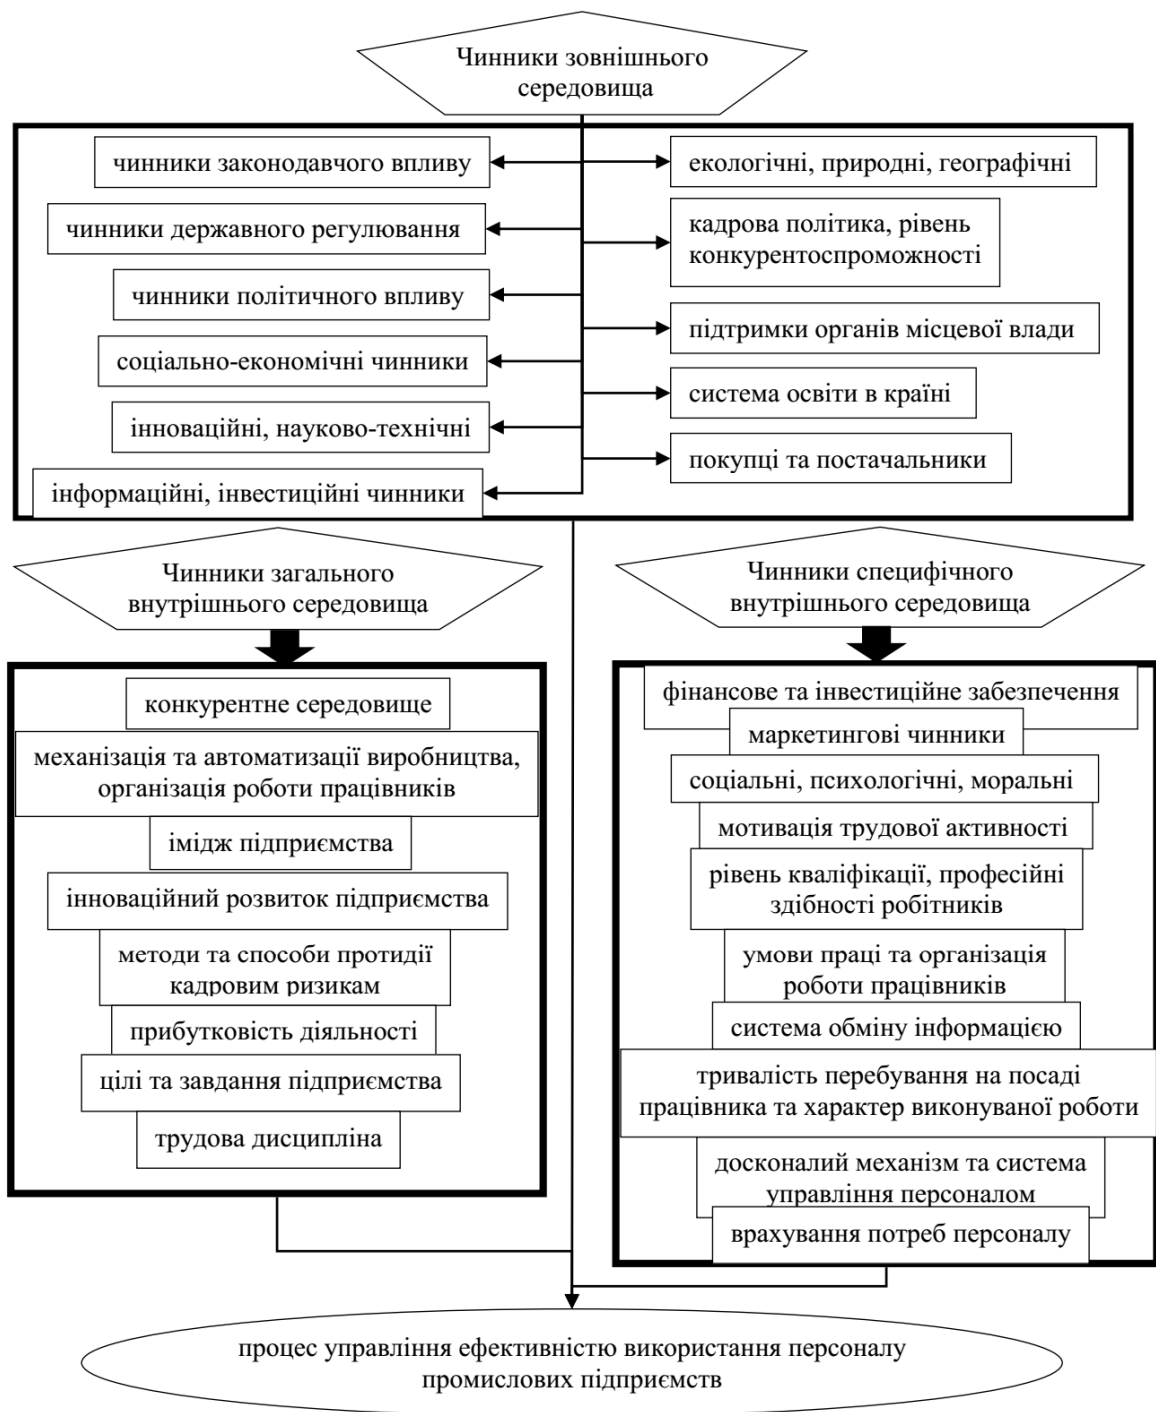 Чинники зовнішнього
середовища
чинники законодавчого впливу
чинники державного регулювання
чинники політичного впливу
соціально-економічні чинники
інноваційні, науково-технічні
інформаційні, інвестиційні чинники
екологічні, природні, географічні
кадрова політика, рівень
конкурентоспроможності
підтримки органів місцевої влади
система освіти в країні
покупці та постачальники
Чинники загального
внутрішнього середовища
конкурентне середовище
механізація та автоматизації виробництва,
організація роботи працівників
імідж підприємства
інноваційний розвиток підприємства
методи та способи протидії
кадровим ризикам
прибутковість діяльності
цілі та завдання підприємства
трудова дисципліна
Чинники специфічного
внутрішнього середовища
фінансове та інвестиційне забезпечення
маркетингові чинники
соціальні, психологічні, моральні
мотивація трудової активності
рівень кваліфікації, професійні
здібності робітників
умови праці та організація
роботи працівників
система обміну інформацією
тривалість перебування на посаді
працівника та характер виконуваної роботи
досконалий механізм та система
управління персоналом
врахування потреб персоналу
процес управління ефективністю використання персоналу
промислових підприємств